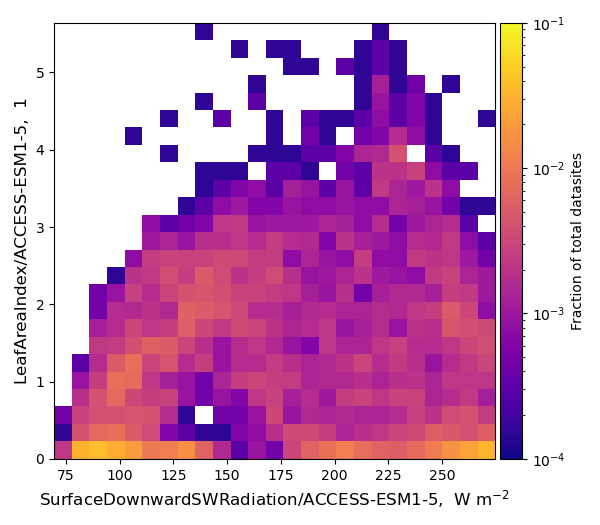 LeafAreaIndex/ACCESS-ESM1-5,  1
5
4
3
2
1
0
75 100 125 150 175 200 225 250
SurfaceDownwardSWRadiation/ACCESS-ESM1-5,  W m⁻²
10⁻¹
10⁻²
10⁻³
10⁻⁴
Fraction of total datasites